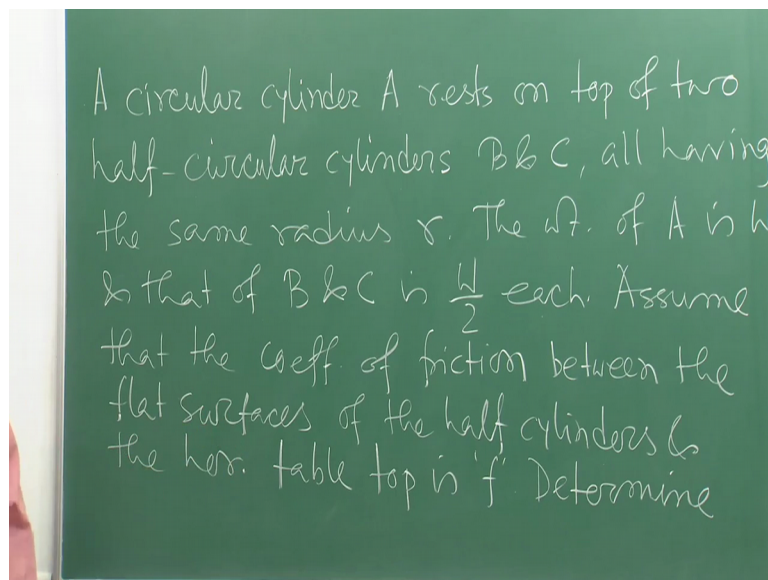 A circular cylinder A rests on top of two
half-circular cylinders B & C, all having
the same radius r. The wt. of A is
& that of B & C is W/2 each. Assume
that the coeff. of friction between the
flat surfaces of the half cylinders &
the hor. table top is 'f' Determine